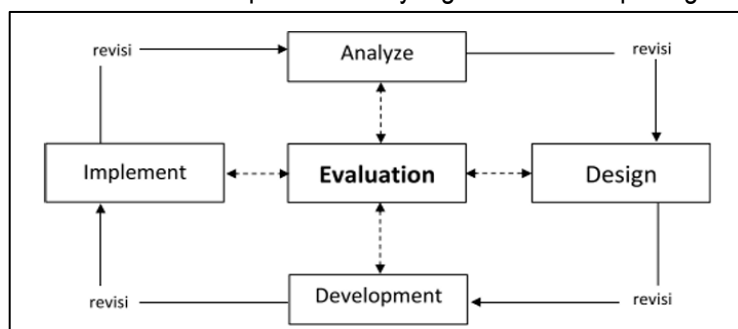 revisi
Analyze
revisi
Implement
Evaluation
Design
revisi
Development
revisi